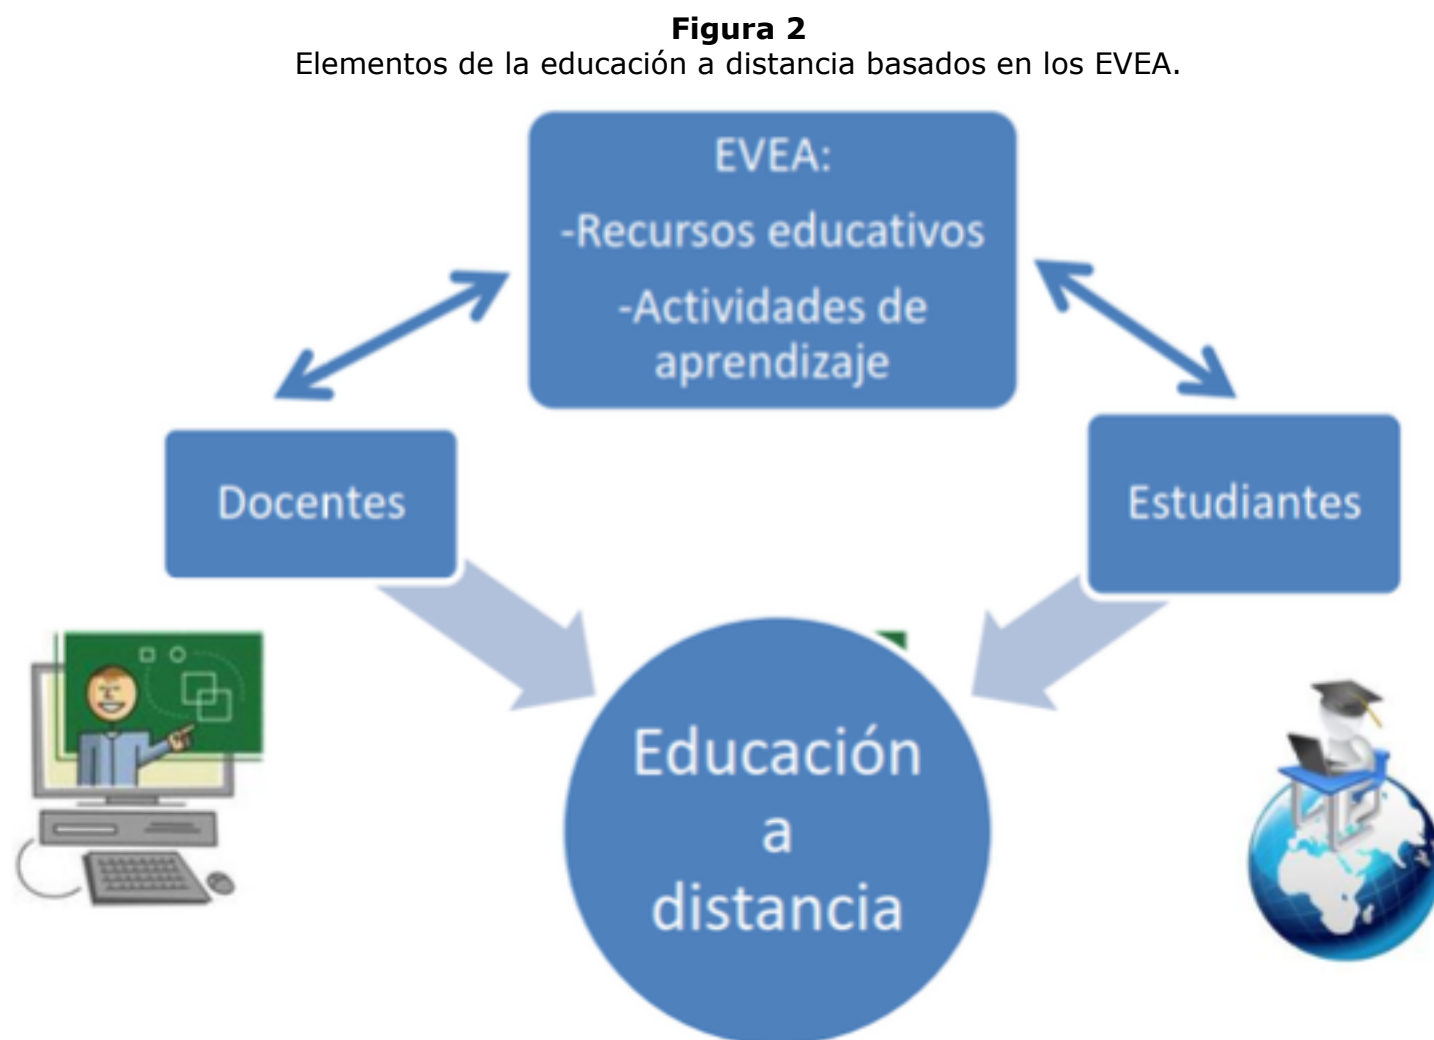 Figura 2
Elementos de la educación a distancia basados en los EVEA.
EVEA:
-Recursos educativos
-Actividades de
aprendizaje
Docentes
Estudiantes
Educación
a
distancia